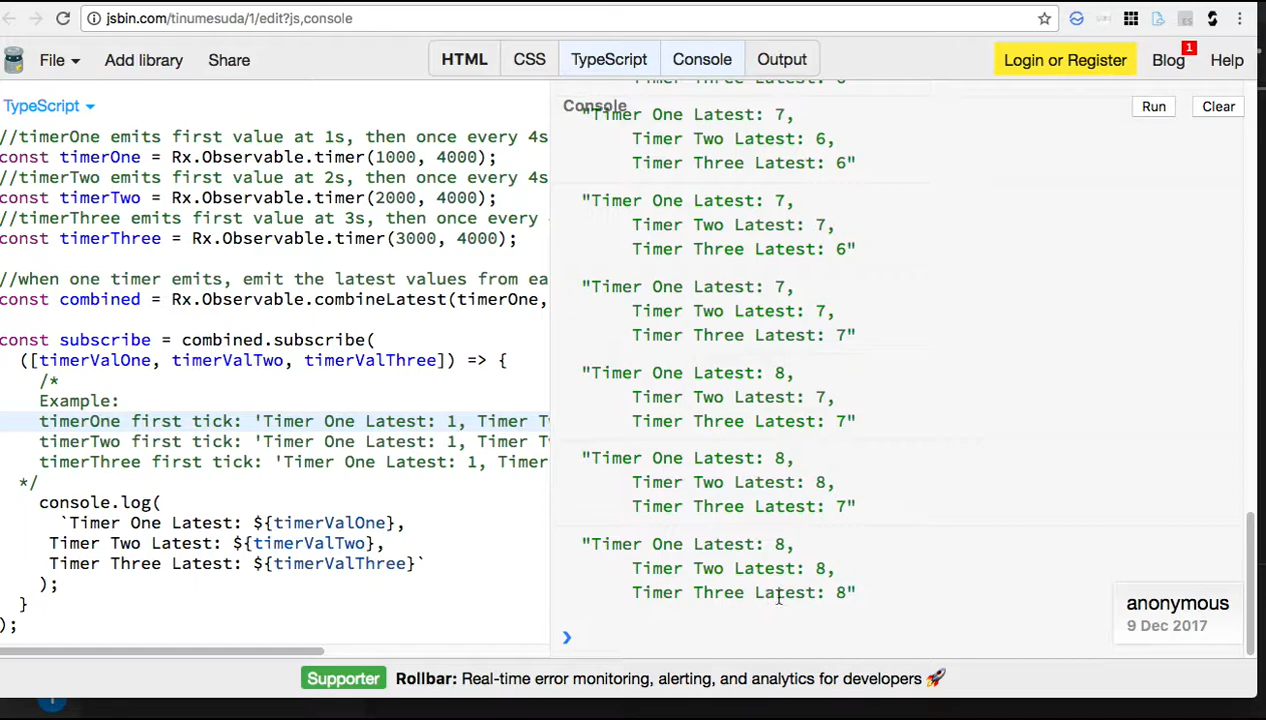 jsbin.com/tinumesuda/1/edit?js,console
File
Add library
Share
HTML
CSS
TypeScript
Console
Output
Login or Register
Blog
1
Help
TypeScript
//timerOne emits first value at 1s, then once every 4s
const timerOne = Rx.Observable.timer(1000, 4000);
//timerTwo emits first value at 2s, then once every 4s
const timerTwo = Rx.Observable.timer(2000, 4000);
//timerThree emits first value at 3s, then once every
const timerThree = Rx.Observable.timer(3000, 4000);
//when one timer emits, emit the latest values from ea
const combined = Rx.Observable.combineLatest(timerOne,
const subscribe = combined.subscribe(
([timerValOne, timerValTwo, timerValThree]) => {
/*
Example:
timerOne first tick: 'Timer One Latest: 1, Timer Tw
timerTwo first tick: 'Timer One Latest: 1, Timer Tw
timerThree first tick: 'Timer One Latest: 1, Timer
*/
console.log(
`Timer One Latest: ${timerValOne},
Timer Two Latest: ${timerValTwo},
Timer Three Latest: ${timerValThree}`
);
}
);
Console
Run
Clear
Timer Three Latest: 6"
"Timer One Latest: 7,
Timer Two Latest: 6,
Timer Three Latest: 6"
"Timer One Latest: 7,
Timer Two Latest: 7,
Timer Three Latest: 6"
"Timer One Latest: 7,
Timer Two Latest: 7,
Timer Three Latest: 7"
"Timer One Latest: 8,
Timer Two Latest: 7,
Timer Three Latest: 7"
"Timer One Latest: 8,
Timer Two Latest: 8,
Timer Three Latest: 7"
"Timer One Latest: 8,
Timer Two Latest: 8,
Timer Three Latest: 8"
anonymous
9 Dec 2017
Supporter
Rollbar: Real-time error monitoring, alerting, and analytics for developers 🚀